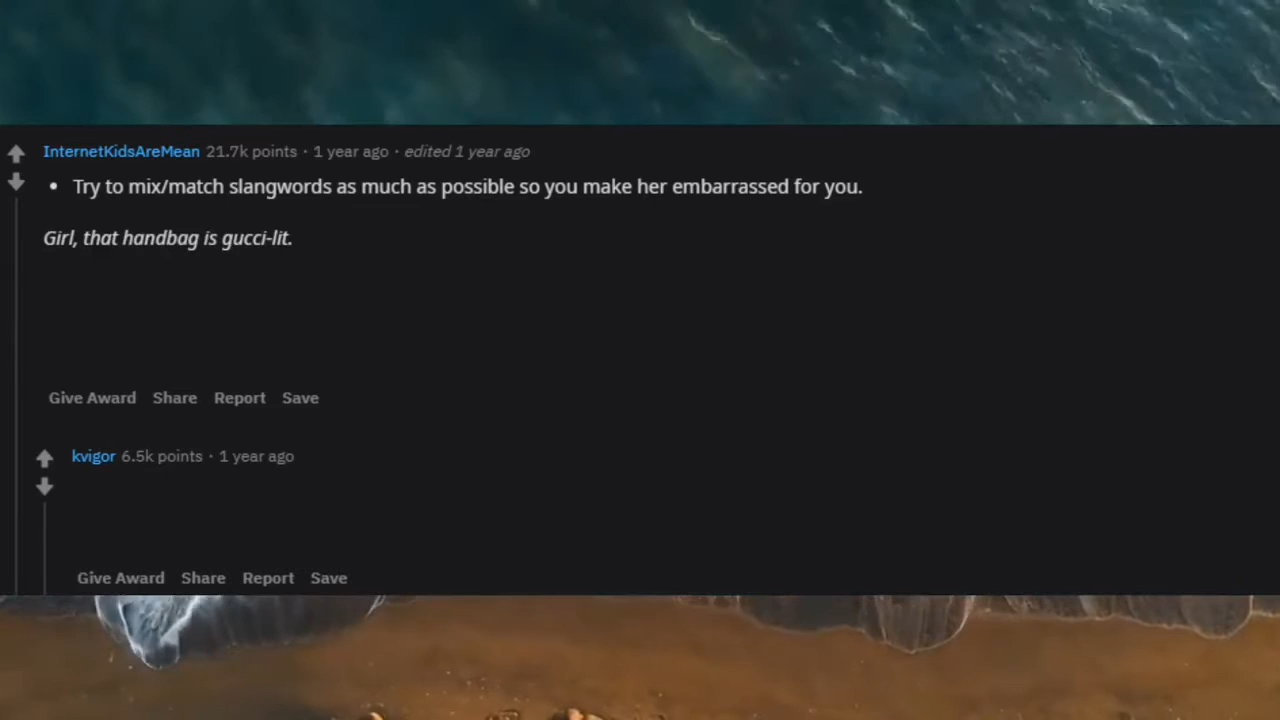 InternetKidsAreMean 21.7k points · 1 year ago · edited 1 year ago
• Try to mix/match slangwords as much as possible so you make her embarrassed for you.
Girl, that handbag is gucci-lit.
Give Award Share Report Save
kvigor 6.5k points · 1 year ago
Give Award Share Report Save